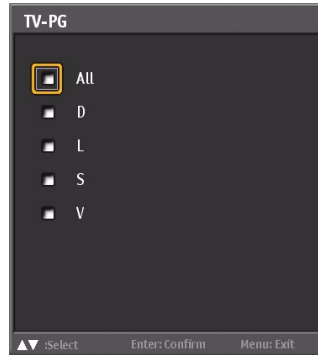 TV-PG
All
D
L
S
V
▲▼ :Select Enter: Confirm Menu: Exit